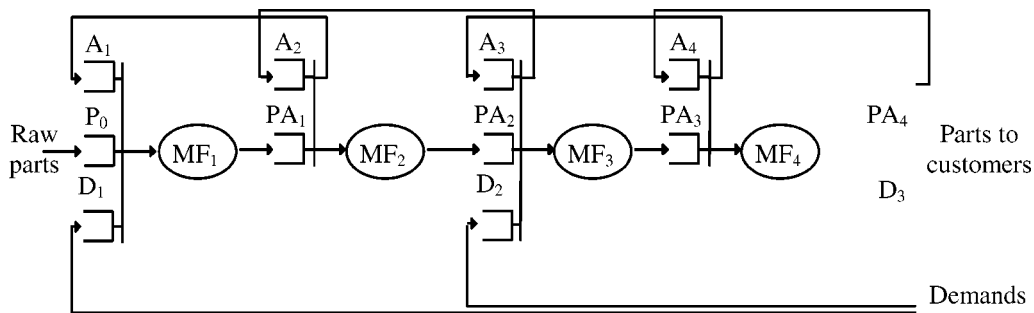 A₁
A₂
A₃
A₄
P₀
PA₁
PA₂
PA₃
PA₄
Raw
parts
MF₁
MF₂
MF₃
MF₄
Parts to
customers
D₁
D₂
D₃
Demands